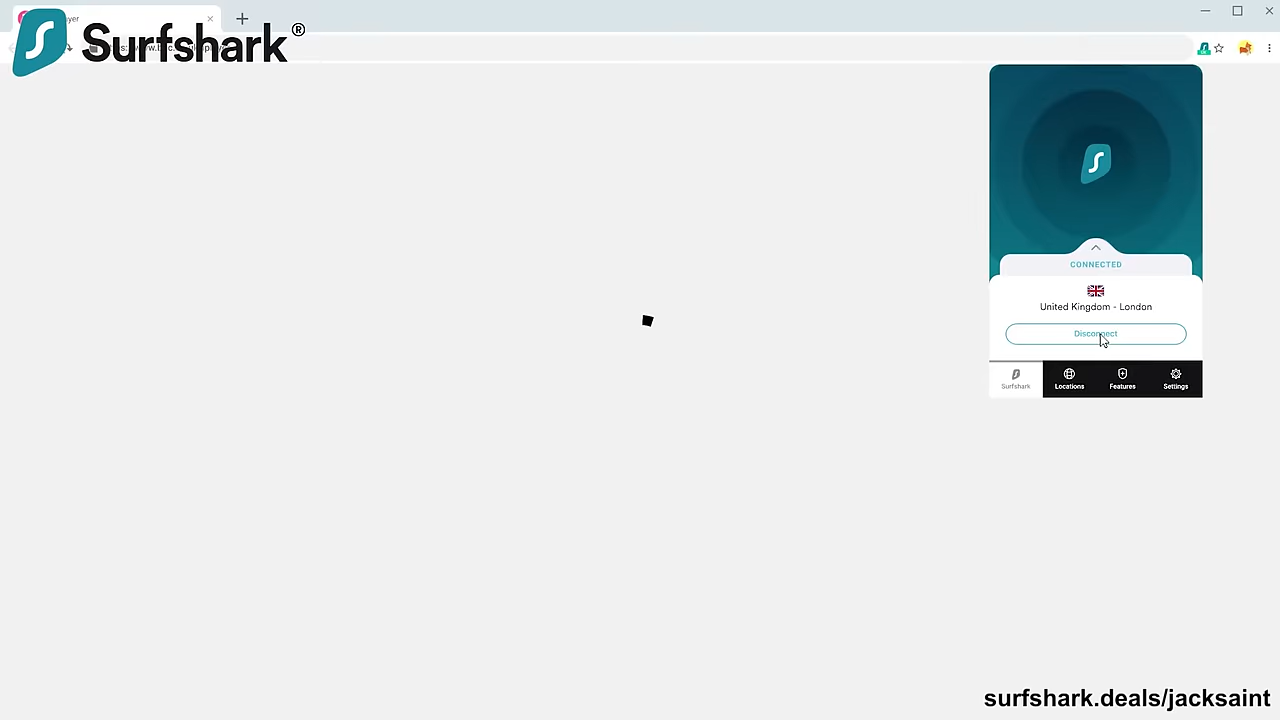 Surfshark®
CONNECTED
United Kingdom - London
Disconnect
Surfshark
Locations
Features
Settings
surfshark.deals/jacksaint